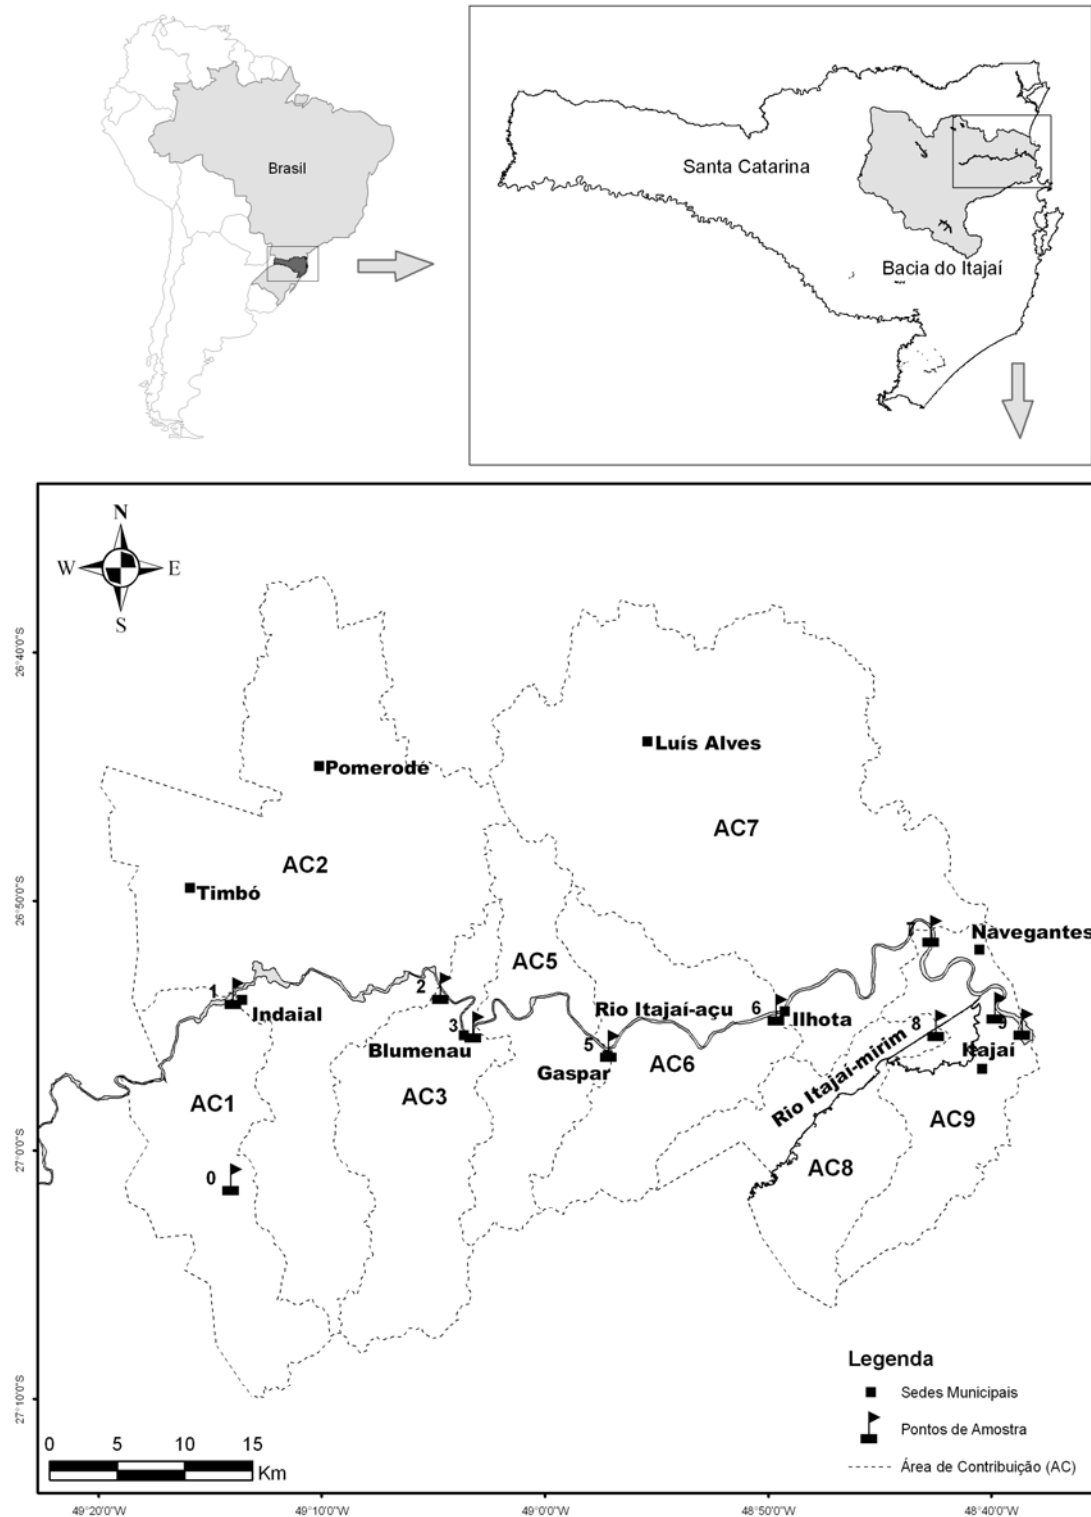 Brasil
Santa Catarina
Bacia do Itajaí
N
W
E
S
26°40'0"S
26°50'0"S
27°0'0"S
27°10'0"S
Luís Alves
Pomerode
AC7
AC2
Timbó
7
Navegantes
AC5
1
2
Indaial
Rio Itajaí-açu
6
Ilhota
3
8
9
Blumenau
5
Itajaí
Gaspar
AC6
Rio Itajaí-mirim
AC1
AC3
AC9
0
AC8
Legenda
Sedes Municipais
Pontos de Amostra
Área de Contribuição (AC)
0 5 10 15
Km
49°20'0"W 49°10'0"W 49°0'0"W 48°50'0"W 48°40'0"W